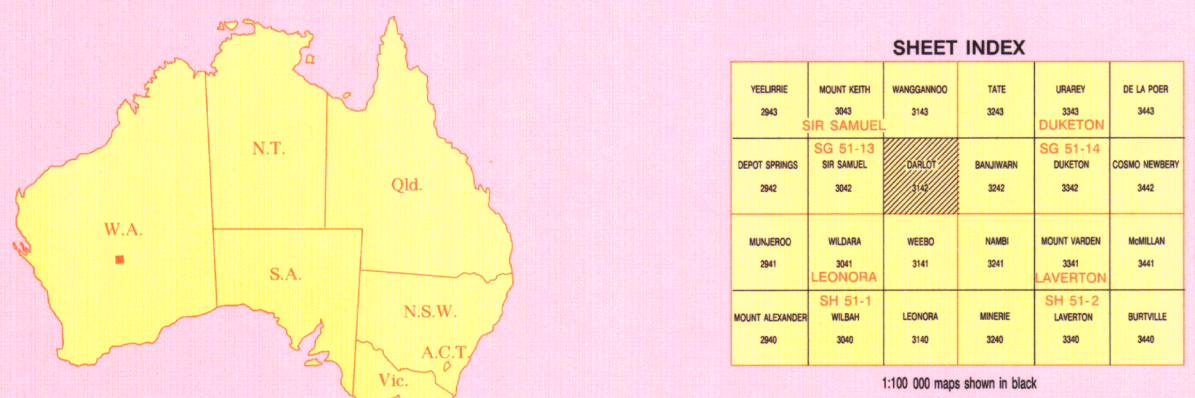 N.T.
Qld.
W.A.
S.A.
N.S.W.
A.C.T.
Vic.
SHEET INDEX
YEELIRRIE MOUNT KEITH WANGGANNOO TATE URAREY DE LA POER
2943 3043 3143 3243 3343 3443
SIR SAMUEL DUKETON
SG 51-13 SG 51-14
DEPOT SPRINGS SIR SAMUEL DARLOT BANJIWARN DUKETON COSMO NEWBERY
2942 3042 3142 3242 3342 3442
MUNJEROO WILDARA WEEBO NAMBI MOUNT VARDEN McMILLAN
2941 3041 3141 3241 3341 3441
LEONORA LAVERTON
SH 51-1 SH 51-2
MOUNT ALEXANDER WILBAH LEONORA MINERIE LAVERTON BURTVILLE
2940 3040 3140 3240 3340 3440
1:100 000 maps shown in black